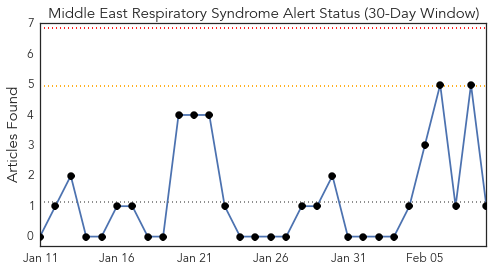 Middle East Respiratory Syndrome Alert Status (30-Day Window)
Articles Found
7
6
5
4
3
2
1
0
Jan 11 Jan 16 Jan 21 Jan 26 Jan 31 Feb 05